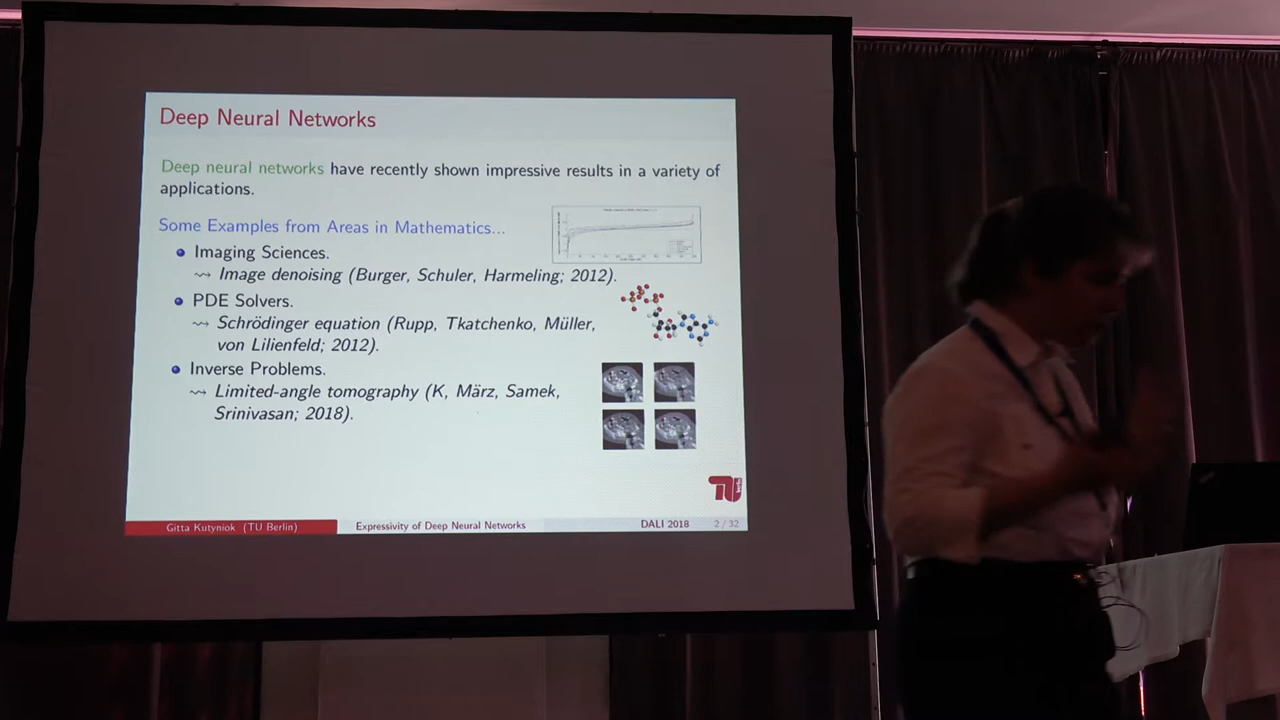 Deep Neural Networks
Deep neural networks have recently shown impressive results in a variety of
applications.
Some Examples from Areas in Mathematics...
Imaging Sciences.
⇝ Image denoising (Burger, Schuler, Harmeling; 2012).
PDE Solvers.
⇝ Schrödinger equation (Rupp, Tkatchenko, Müller,
von Lilienfeld; 2012).
Inverse Problems.
⇝ Limited-angle tomography (K, März, Samek,
Srinivasan; 2018).
TU berlin
Gitta Kutyniok (TU Berlin) Expressivity of Deep Neural Networks DALI 2018 2 / 32